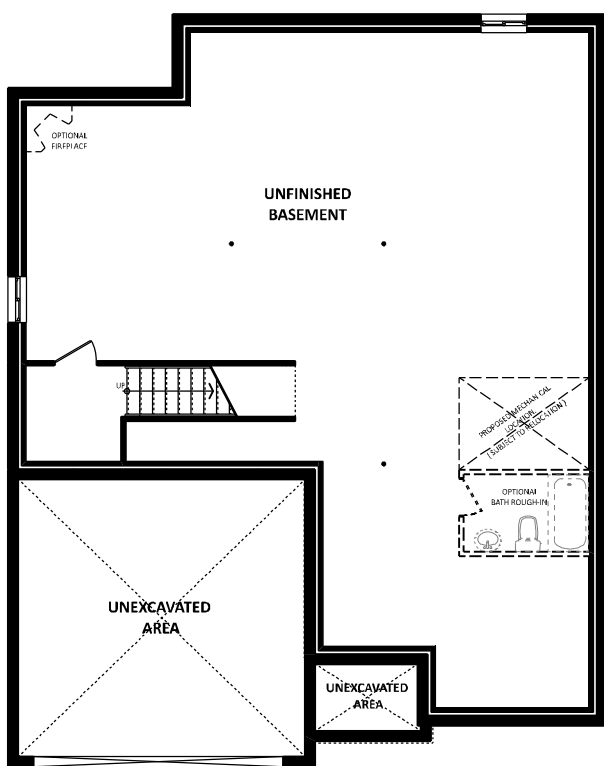 OPTIONAL
FIREPLACE
UNFINISHED
BASEMENT
UP
PROPOSED MECHANICAL
LOCATION
[ SUBJECT TO RELOCATION ]
OPTIONAL
BATH ROUGH-IN
UNEXCAVATED
AREA
UNEXCAVATED
AREA